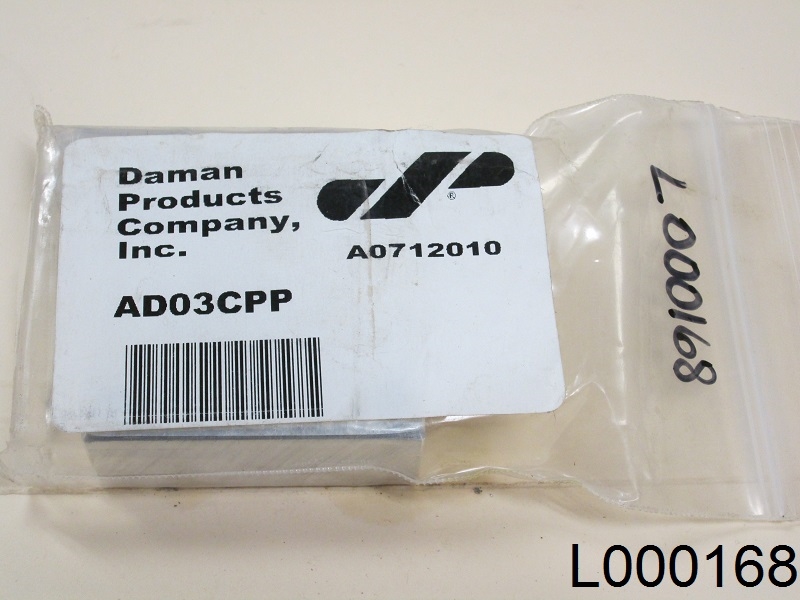 Daman
Products
Company,
Inc.
®
A0712010
AD03CPP
L000168
L000168